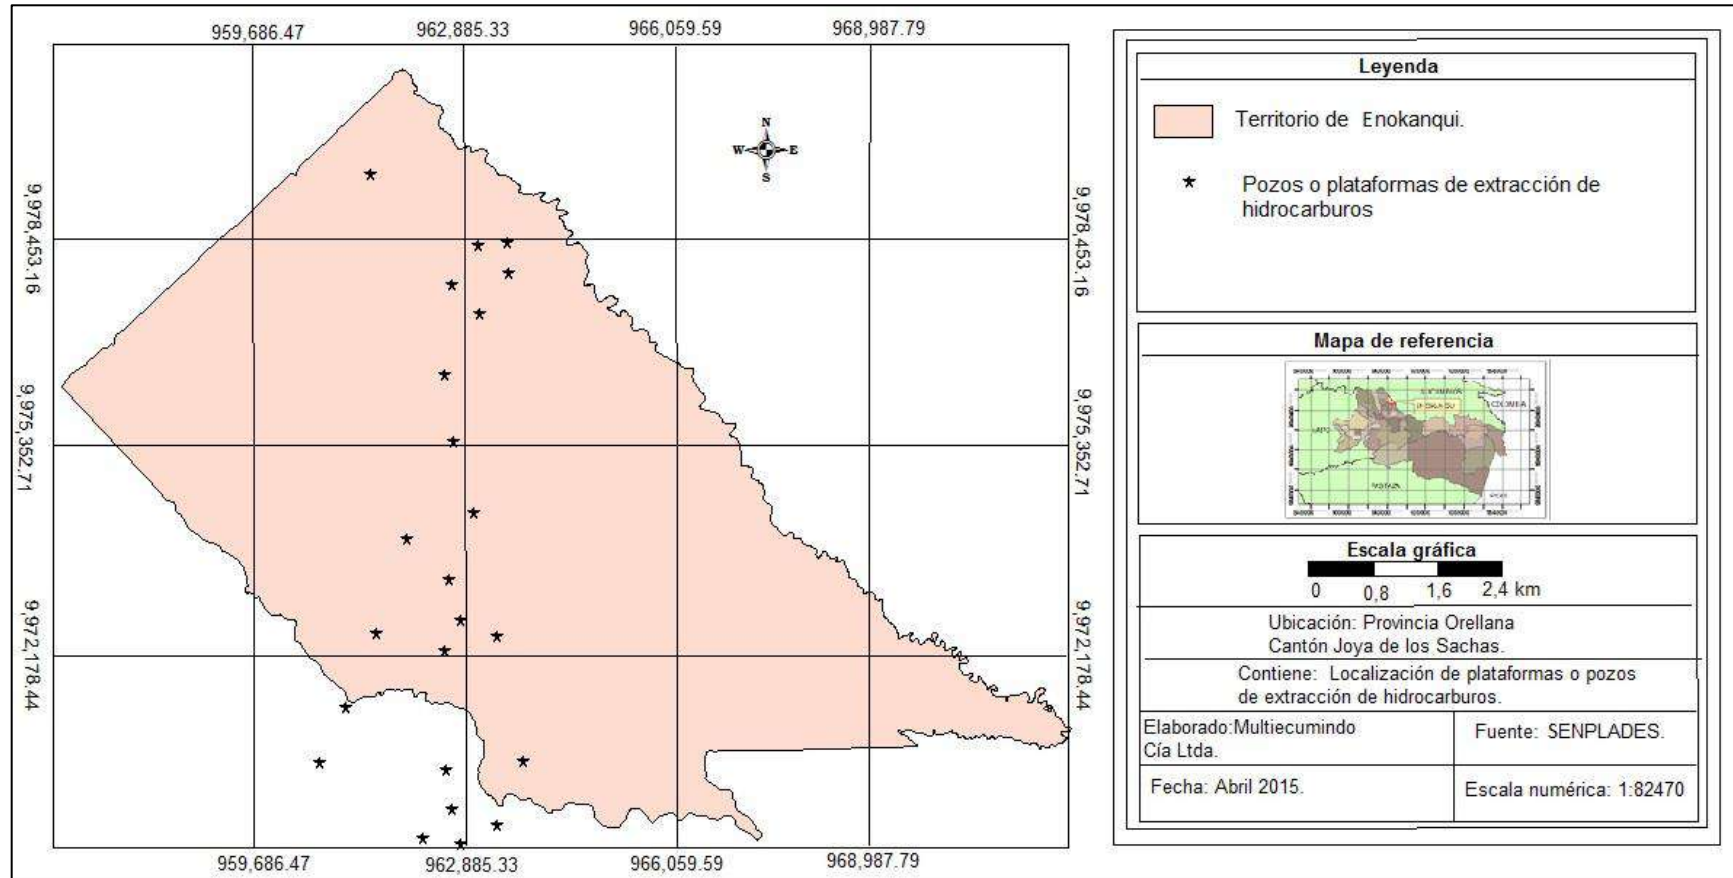 959,686.47 962,885.33 966,059.59 968,987.79
N
W E
S
9,978,453.16
9,978,453.16
9,975,352.71
9,975,352.71
9,972,178.44
9,972,178.44
959,686.47 962,885.33 966,059.59 968,987.79
Leyenda
Territorio de Enokanqui.
Pozos o plataformas de extracción de
hidrocarburos
Mapa de referencia
COLOMBIA
PASTAZA
Escala gráfica
0 0,8 1,6 2,4 km
Ubicación: Provincia Orellana
Cantón Joya de los Sachas.
Contiene: Localización de plataformas o pozos
de extracción de hidrocarburos.
Elaborado:Multiecumindo
Cía Ltda.
Fuente: SENPLADES.
Fecha: Abril 2015.
Escala numérica: 1:82470